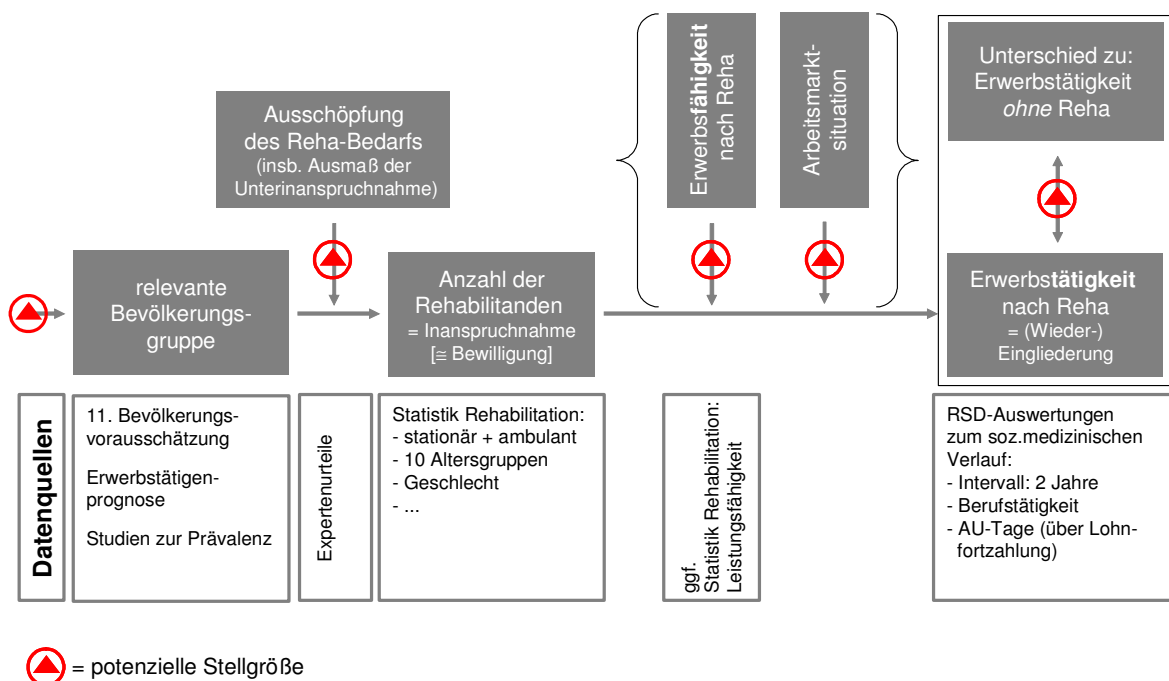 Ausschöpfung
des Reha-Bedarfs
(insb. Ausmaß der
Unterinanspruchnahme)
Erwerbsfähigkeit
nach Reha
Arbeitsmarkt-
situation
Unterschied zu:
Erwerbstätigkeit
ohne Reha
relevante
Bevölkerungs-
gruppe
Anzahl der
Rehabilitanden
= Inanspruchnahme
[≅ Bewilligung]
Erwerbstätigkeit
nach Reha
= (Wieder-)
Eingliederung
Datenquellen
11. Bevölkerungs-
vorausschätzung
Erwerbstätigen-
prognose
Studien zur Prävalenz
Expertenurteile
Statistik Rehabilitation:
- stationär + ambulant
- 10 Altersgruppen
- Geschlecht
- ...
ggf.
Statistik Rehabilitation:
Leistungsfähigkeit
RSD-Auswertungen
zum soz.medizinischen
Verlauf:
- Intervall: 2 Jahre
- Berufstätigkeit
- AU-Tage (über Lohn-
fortzahlung)
= potenzielle Stellgröße